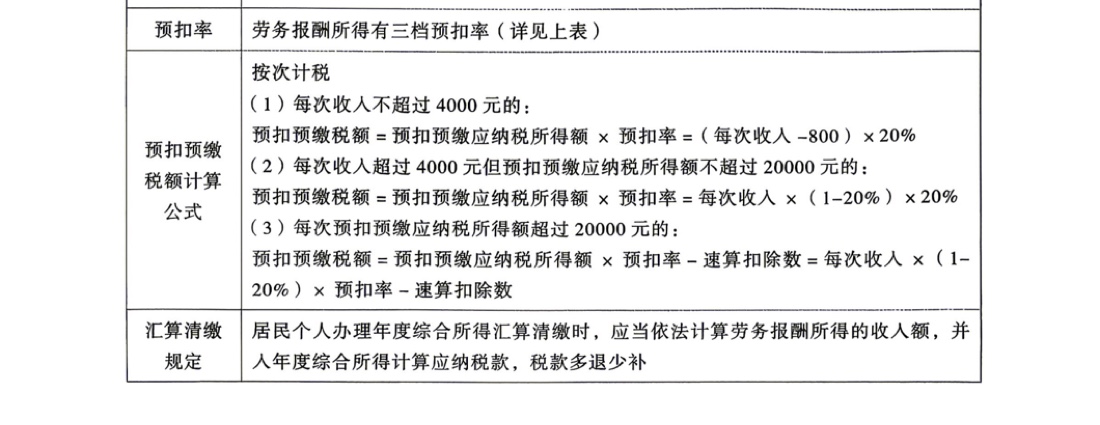 预扣率
劳务报酬所得有三档预扣率（详见上表）
预扣预缴
税额计算
公式
按次计税
（1）每次收入不超过 4000 元的：
预扣预缴税额 = 预扣预缴应纳税所得额 × 预扣率 =（每次收入 -800）×20%
（2）每次收入超过 4000 元但预扣预缴应纳税所得额不超过 20000 元的：
预扣预缴税额 = 预扣预缴应纳税所得额 × 预扣率 = 每次收入 ×（1-20%）×20%
（3）每次预扣预缴应纳税所得额超过 20000 元的：
预扣预缴税额 = 预扣预缴应纳税所得额 × 预扣率 - 速算扣除数 = 每次收入 ×（1-
20%）× 预扣率 - 速算扣除数
汇算清缴
规定
居民个人办理年度综合所得汇算清缴时，应当依法计算劳务报酬所得的收入额，并
入年度综合所得计算应纳税款，税款多退少补